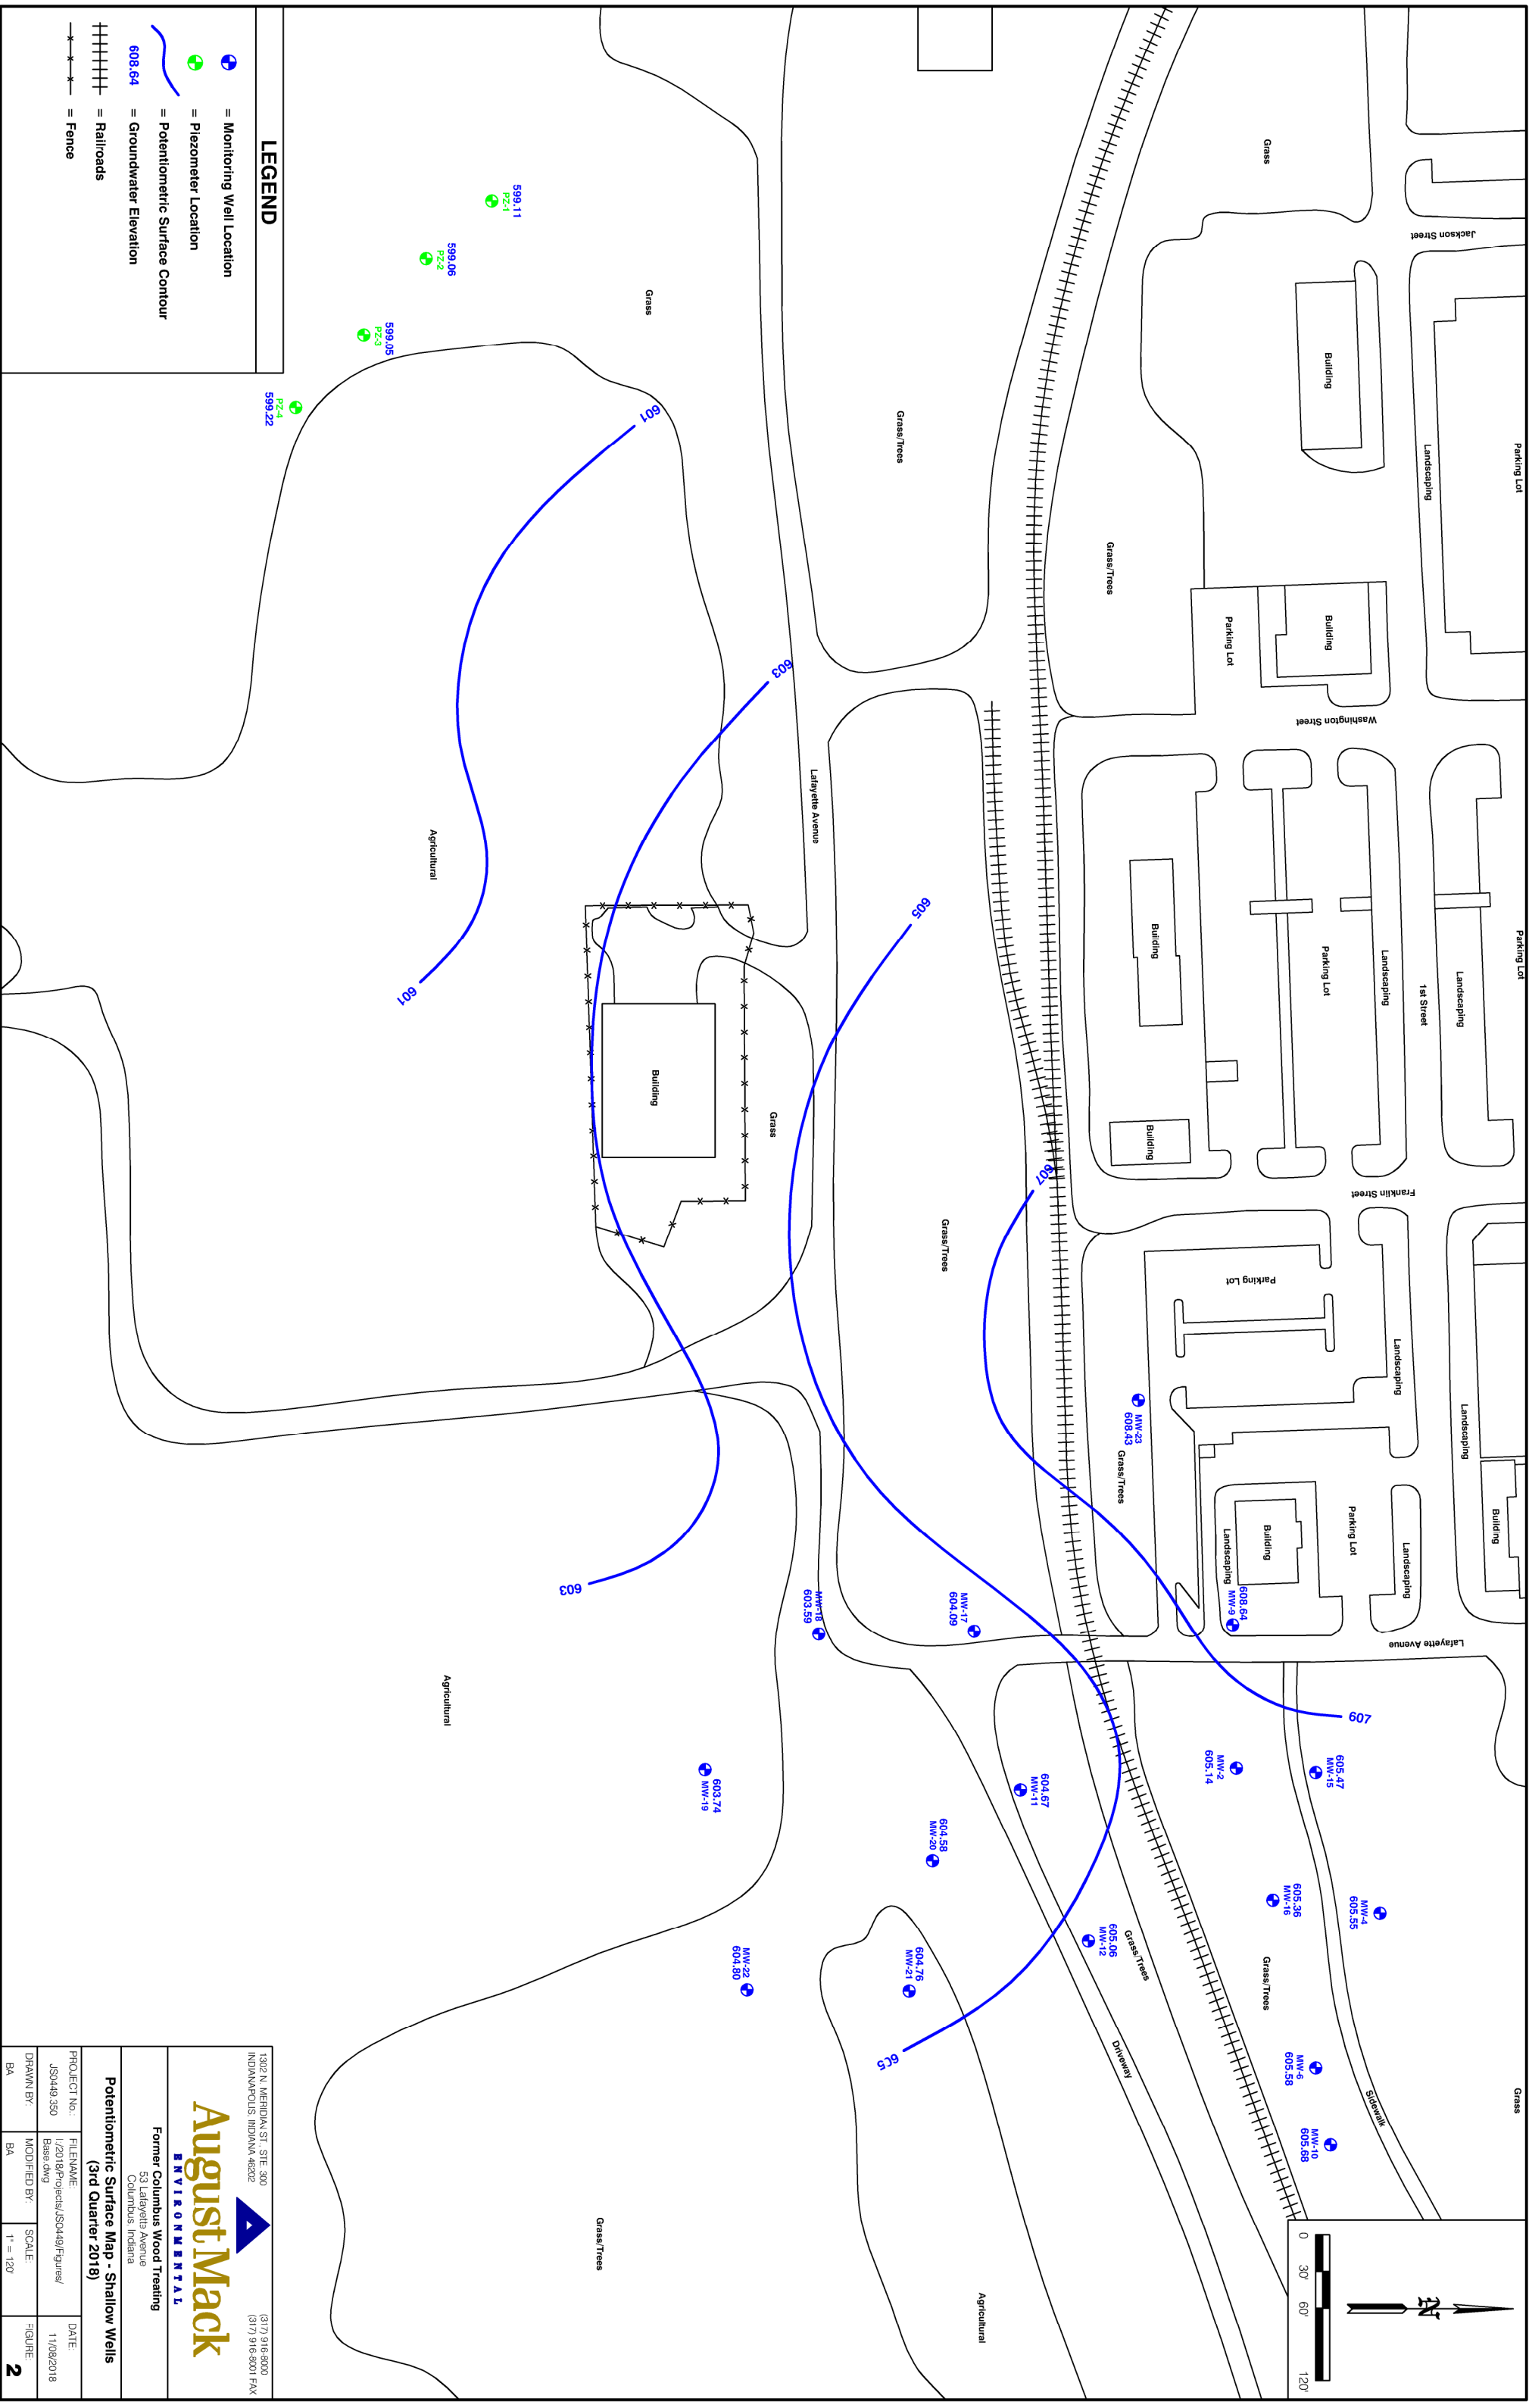 Grass
Jackson Street
Building
Landscaping
Parking Lot
Grass/Trees
Building
Parking Lot
Grass/Trees
Washington Street
Lafayette Avenue
Building
Parking Lot
Landscaping
1st Street
Landscaping
Parking Lot
Building
Franklin Street
Grass/Trees
Parking Lot
Landscaping
Landscaping
MW-23
608.43
Grass/Trees
Landscaping
Building
Parking Lot
Landscaping
Building
608.64
MW-9
Lafayette Avenue
607
607
605
605
603
603
601
601
599.11
PZ-1
599.06
PZ-2
599.05
PZ-3
PZ-4
599.22
Grass
Agricultural
Building
Grass
MW-17
604.09
MW-18
603.59
603.74
MW-19
604.58
MW-20
604.67
MW-11
MW-2
605.14
605.47
MW-15
605.36
MW-16
MW-4
605.55
605.06
MW-12
604.76
MW-21
MW-22
604.80
MW-6
605.58
MW-10
605.68
Grass/Trees
Grass/Trees
Driveway
Sidewalk
Grass
Agricultural
Grass/Trees
Agricultural
N
0 30' 60' 120'
LEGEND
= Monitoring Well Location
= Piezometer Location
= Potentiometric Surface Contour
608.64 = Groundwater Elevation
= Railroads
= Fence
1302 N. MERIDIAN ST., STE. 300
INDIANAPOLIS, INDIANA 46202
(317) 916-8000
(317) 916-8001 FAX
August Mack
ENVIRONMENTAL
Former Columbus Wood Treating
53 Lafayette Avenue
Columbus, Indiana
Potentiometric Surface Map - Shallow Wells
(3rd Quarter 2018)
PROJECT No.:
JS0449.350
FILENAME:
I:/2018/Projects/JS0449/Figures/
Base.dwg
DATE:
11/08/2018
DRAWN BY:
BA
MODIFIED BY:
BA
SCALE:
1" = 120'
FIGURE:
2